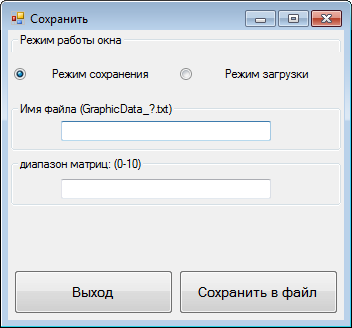 Сохранить
Режим работы окна
Режим сохранения Режим загрузки
Имя файла (GraphicData_?.txt)
диапазон матриц: (0-10)
Выход Сохранить в файл